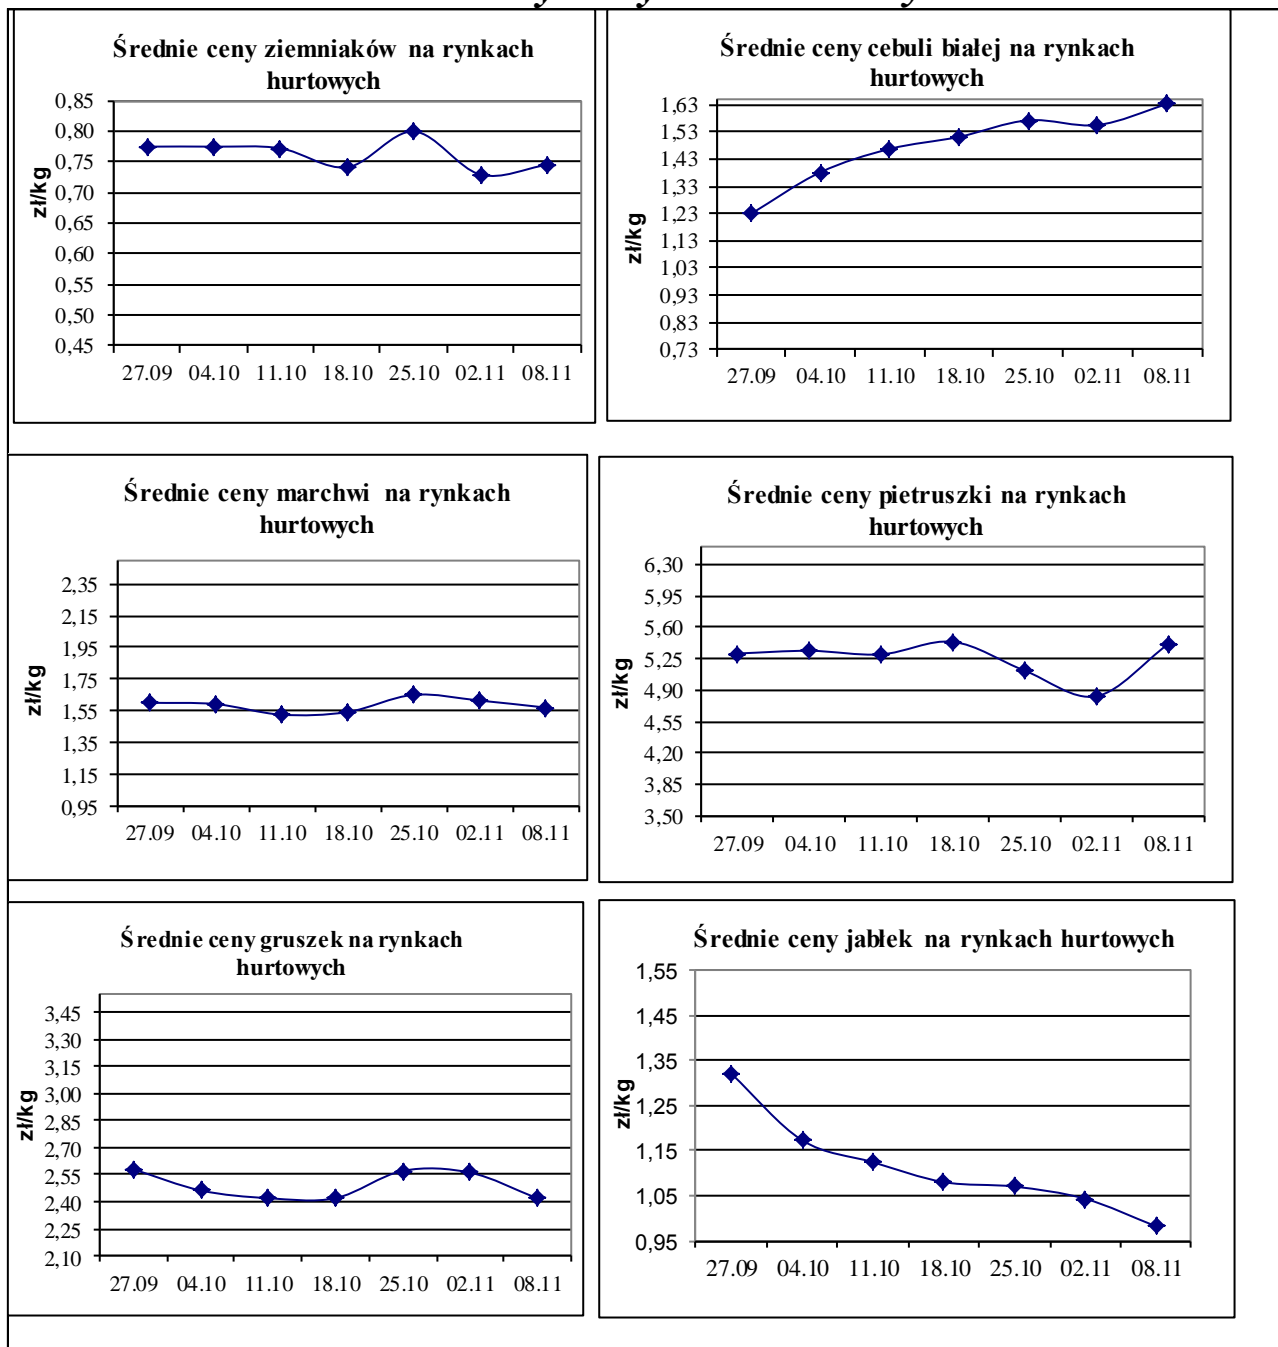 Średnie ceny ziemniaków na rynkach
hurtowych
zł/kg
0,85
0,80
0,75
0,70
0,65
0,60
0,55
0,50
0,45
27.09 04.10 11.10 18.10 25.10 02.11 08.11
Średnie ceny cebuli białej na rynkach
hurtowych
zł/kg
1,63
1,53
1,43
1,33
1,23
1,13
1,03
0,93
0,83
0,73
27.09 04.10 11.10 18.10 25.10 02.11 08.11
Średnie ceny marchwi na rynkach
hurtowych
zł/kg
2,35
2,15
1,95
1,75
1,55
1,35
1,15
0,95
27.09 04.10 11.10 18.10 25.10 02.11 08.11
Średnie ceny pietruszki na rynkach
hurtowych
zł/kg
6,30
5,95
5,60
5,25
4,90
4,55
4,20
3,85
3,50
27.09 04.10 11.10 18.10 25.10 02.11 08.11
Średnie ceny gruszek na rynkach
hurtowych
zł/kg
3,45
3,30
3,15
3,00
2,85
2,70
2,55
2,40
2,25
2,10
27.09 04.10 11.10 18.10 25.10 02.11 08.11
Średnie ceny jabłek na rynkach hurtowych
zł/kg
1,55
1,45
1,35
1,25
1,15
1,05
0,95
27.09 04.10 11.10 18.10 25.10 02.11 08.11